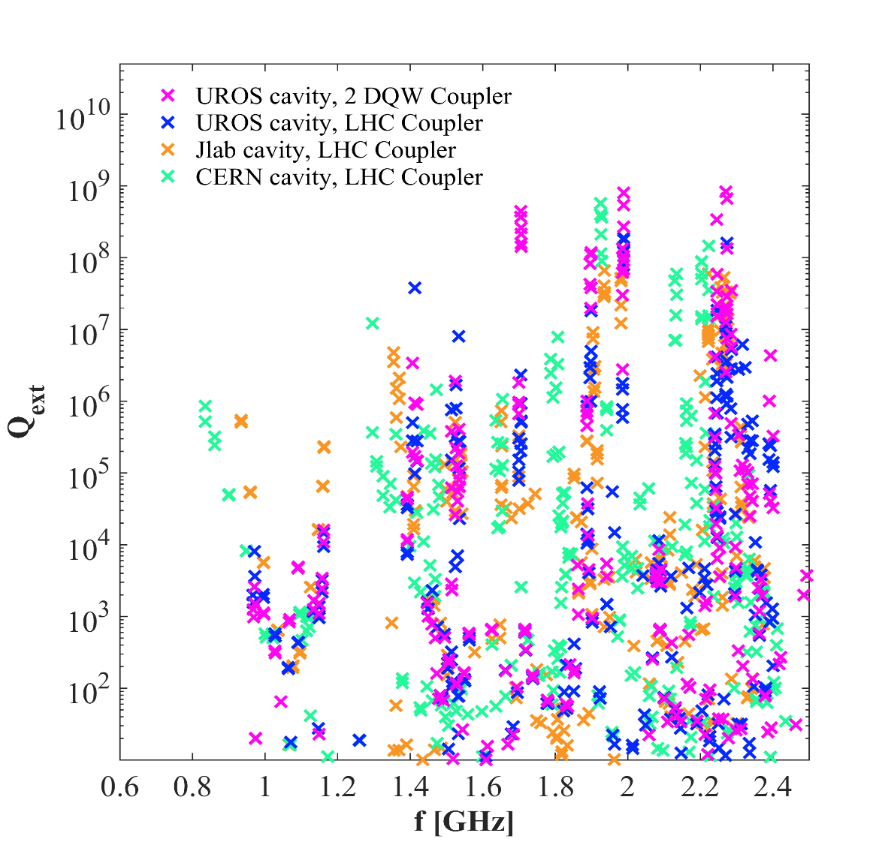 UROS cavity, 2 DQW Coupler
UROS cavity, LHC Coupler
Jlab cavity, LHC Coupler
CERN cavity, LHC Coupler
10^10
10^9
10^8
10^7
10^6
10^5
10^4
10^3
10^2
Q_ext
0.6 0.8 1 1.2 1.4 1.6 1.8 2 2.2 2.4
f [GHz]